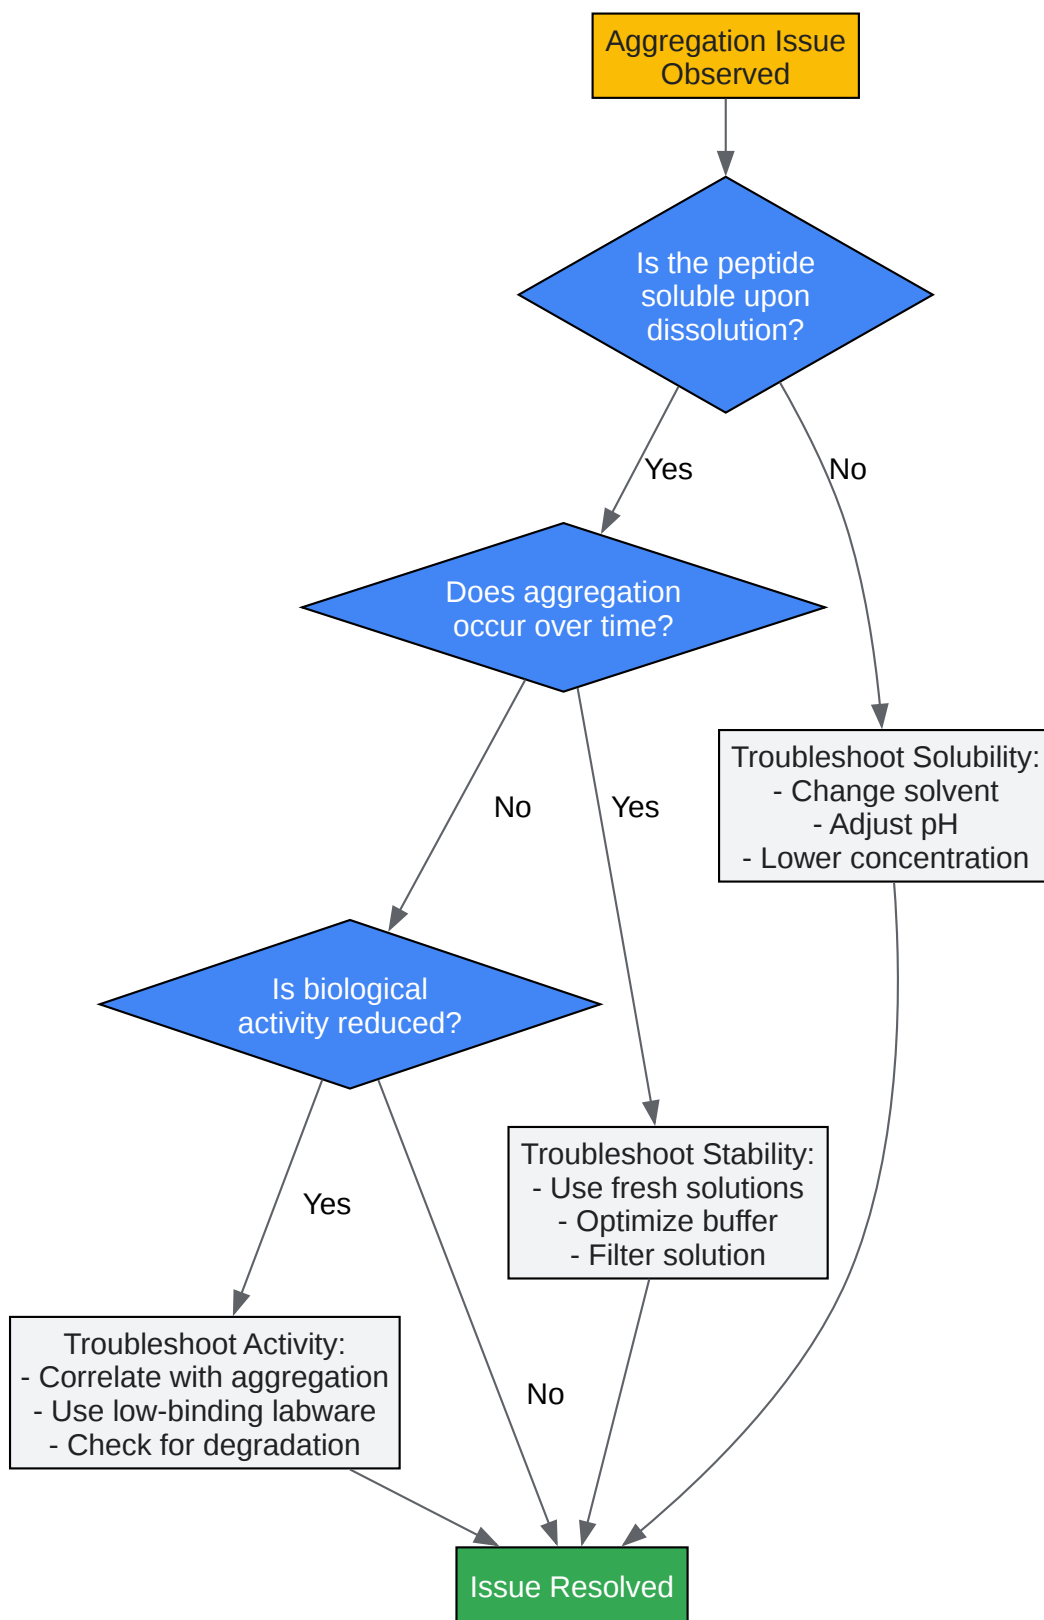 Aggregation Issue
Observed
Is the peptide
soluble upon
dissolution?
Yes
No
Does aggregation
occur over time?
Troubleshoot Solubility:
- Change solvent
- Adjust pH
- Lower concentration
No
Yes
Is biological
activity reduced?
Troubleshoot Stability:
- Use fresh solutions
- Optimize buffer
- Filter solution
Yes
Troubleshoot Activity:
- Correlate with aggregation
- Use low-binding labware
- Check for degradation
No
Issue Resolved